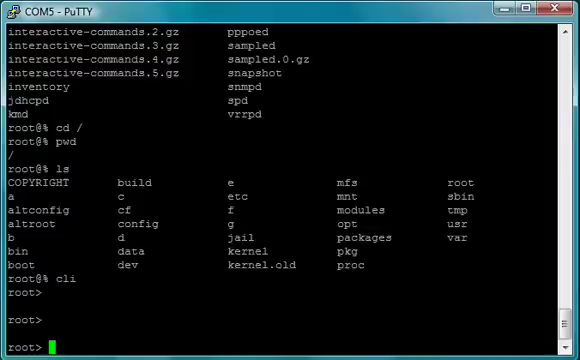 COM5 - PuTTY
interactive-commands.2.gz pppoed
interactive-commands.3.gz sampled
interactive-commands.4.gz sampled.0.gz
interactive-commands.5.gz snapshot
inventory snmpd
jdhcpd spd
kmd vrrpd
root@% cd /
root@% pwd
/
root@% ls
COPYRIGHT build e mfs root
a c etc mnt sbin
altconfig cf f modules tmp
altroot config g opt usr
b d jail packages var
bin data kernel pkg
boot dev kernel.old proc
root@% cli
root>
root>
root>